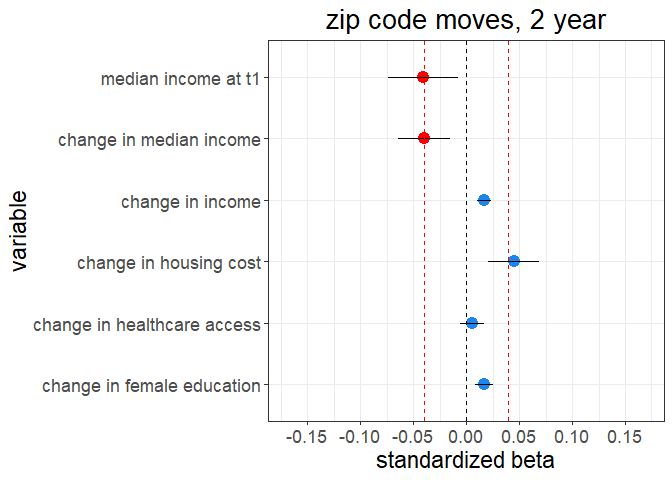 zip code moves, 2 year
variable
median income at t1
change in median income
change in income
change in housing cost
change in healthcare access
change in female education
-0.15 -0.10 -0.05 0.00 0.05 0.10 0.15
standardized beta